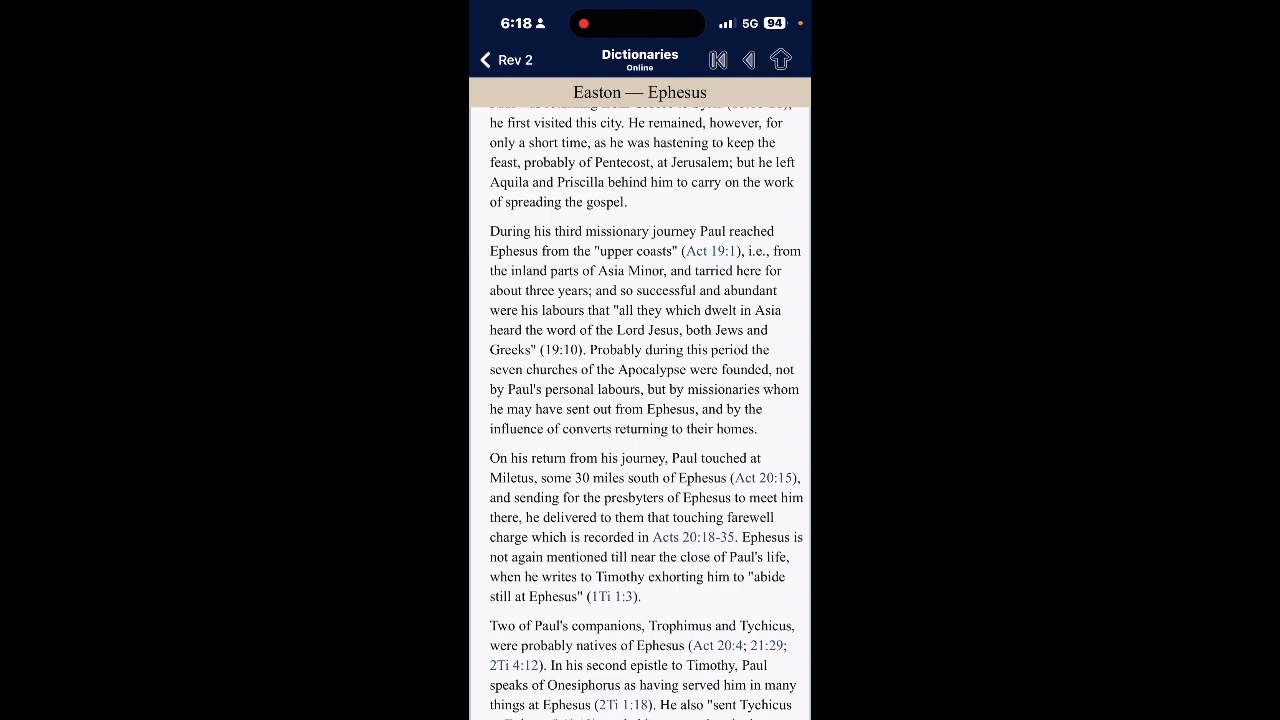 6:18
5G 94
Rev 2
Dictionaries
Online
Easton — Ephesus
he first visited this city. He remained, however, for
only a short time, as he was hastening to keep the
feast, probably of Pentecost, at Jerusalem; but he left
Aquila and Priscilla behind him to carry on the work
of spreading the gospel.
During his third missionary journey Paul reached
Ephesus from the "upper coasts" (Act 19:1), i.e., from
the inland parts of Asia Minor, and tarried here for
about three years; and so successful and abundant
were his labours that "all they which dwelt in Asia
heard the word of the Lord Jesus, both Jews and
Greeks" (19:10). Probably during this period the
seven churches of the Apocalypse were founded, not
by Paul's personal labours, but by missionaries whom
he may have sent out from Ephesus, and by the
influence of converts returning to their homes.
On his return from his journey, Paul touched at
Miletus, some 30 miles south of Ephesus (Act 20:15),
and sending for the presbyters of Ephesus to meet him
there, he delivered to them that touching farewell
charge which is recorded in Acts 20:18-35. Ephesus is
not again mentioned till near the close of Paul's life,
when he writes to Timothy exhorting him to "abide
still at Ephesus" (1Ti 1:3).
Two of Paul's companions, Trophimus and Tychicus,
were probably natives of Ephesus (Act 20:4; 21:29;
2Ti 4:12). In his second epistle to Timothy, Paul
speaks of Onesiphorus as having served him in many
things at Ephesus (2Ti 1:18). He also "sent Tychicus